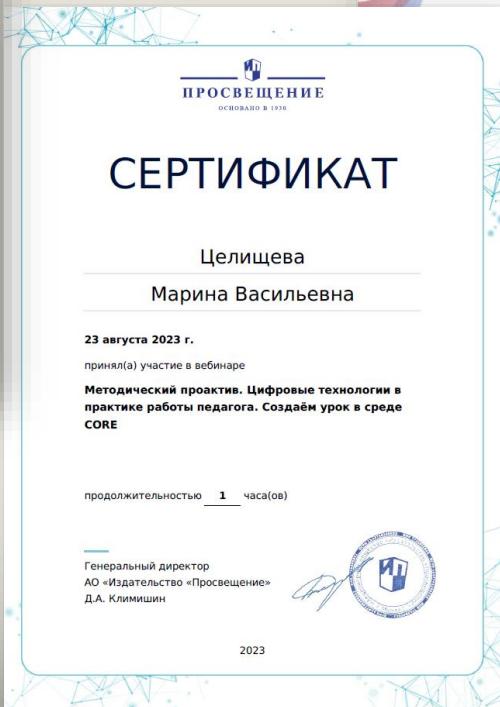 ПРОСВЕЩЕНИЕ
ОСНОВАНО В 1930
СЕРТИФИКАТ
Целищева
Марина Васильевна
23 августа 2023 г.
принял(а) участие в вебинаре
Методический проактив. Цифровые технологии в
практике работы педагога. Создаём урок в среде
CORE
продолжительностью 1 часа(ов)
Генеральный директор
АО «Издательство «Просвещение»
Д.А. Климишин
2023